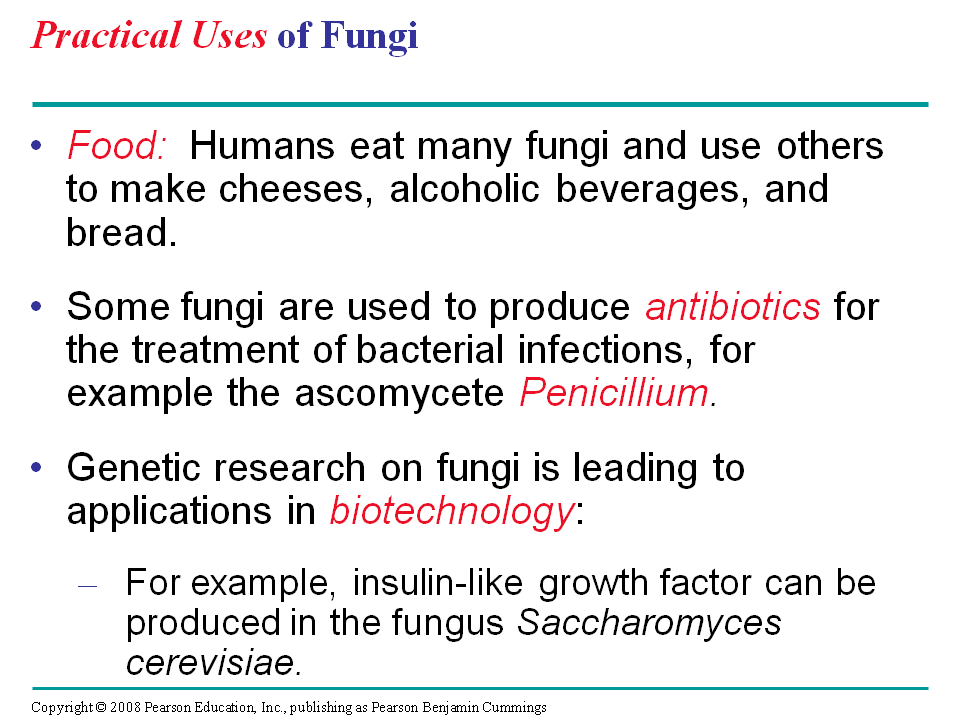 Practical Uses of Fungi
• Food: Humans eat many fungi and use others
to make cheeses, alcoholic beverages, and
bread.
• Some fungi are used to produce antibiotics for
the treatment of bacterial infections, for
example the ascomycete Penicillium.
• Genetic research on fungi is leading to
applications in biotechnology:
– For example, insulin-like growth factor can be
produced in the fungus Saccharomyces
cerevisiae.
Copyright © 2008 Pearson Education, Inc., publishing as Pearson Benjamin Cummings